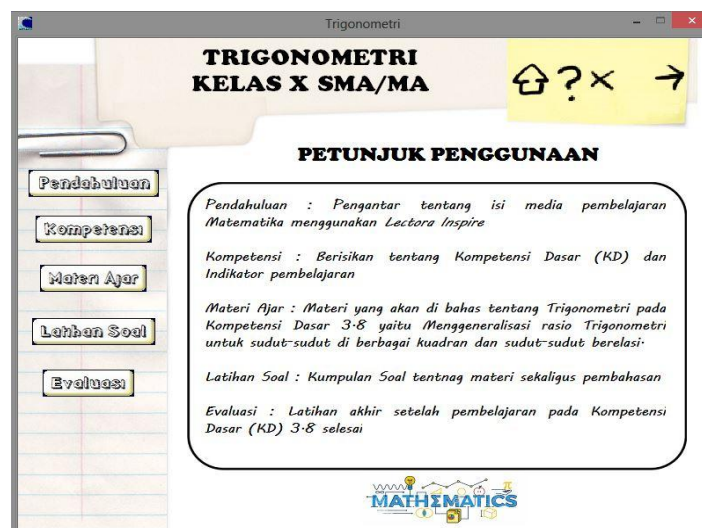 Trigonometri
TRIGONOMETRI
KELAS X SMA/MA
? ×
PETUNJUK PENGGUNAAN
Pendahuluan
Kompetensi
Materi Ajar
Latihan Soal
Evaluasi
Pendahuluan : Pengantar tentang isi media pembelajaran
Matematika menggunakan Lectora Inspire
Kompetensi : Berisikan tentang Kompetensi Dasar (KD) dan
Indikator pembelajaran
Materi Ajar : Materi yang akan di bahas tentang Trigonometri pada
Kompetensi Dasar 3.8 yaitu Menggeneralisasi rasio Trigonometri
untuk sudut-sudut di berbagai kuadran dan sudut-sudut berelasi.
Latihan Soal : Kumpulan Soal tentnag materi sekaligus pembahasan
Evaluasi : Latihan akhir setelah pembelajaran pada Kompetensi
Dasar (KD) 3.8 selesai
MATHΣMATICS